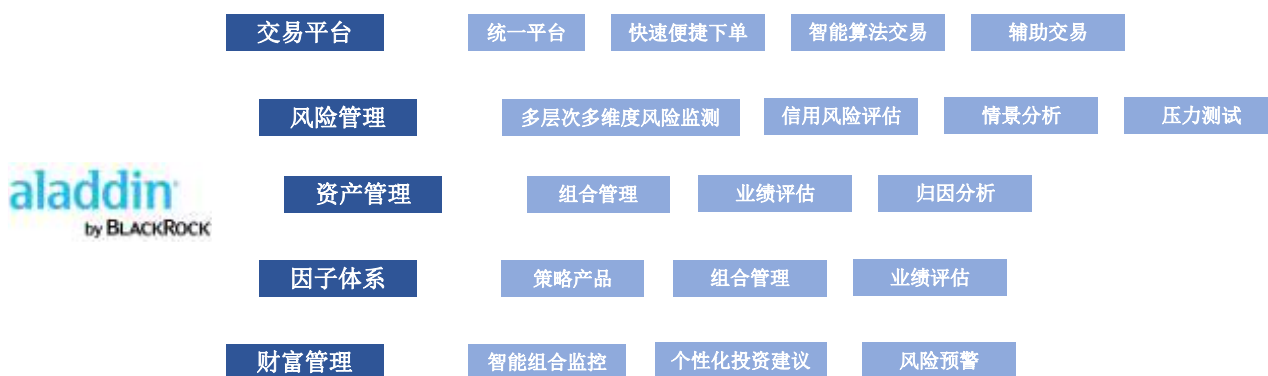 交易平台 统一平台 快速便捷下单 智能算法交易 辅助交易
风险管理 多层次多维度风险监测 信用风险评估 情景分析 压力测试
aladdin
by BLACKROCK
资产管理 组合管理 业绩评估 归因分析
因子体系 策略产品 组合管理 业绩评估
财富管理 智能组合监控 个性化投资建议 风险预警